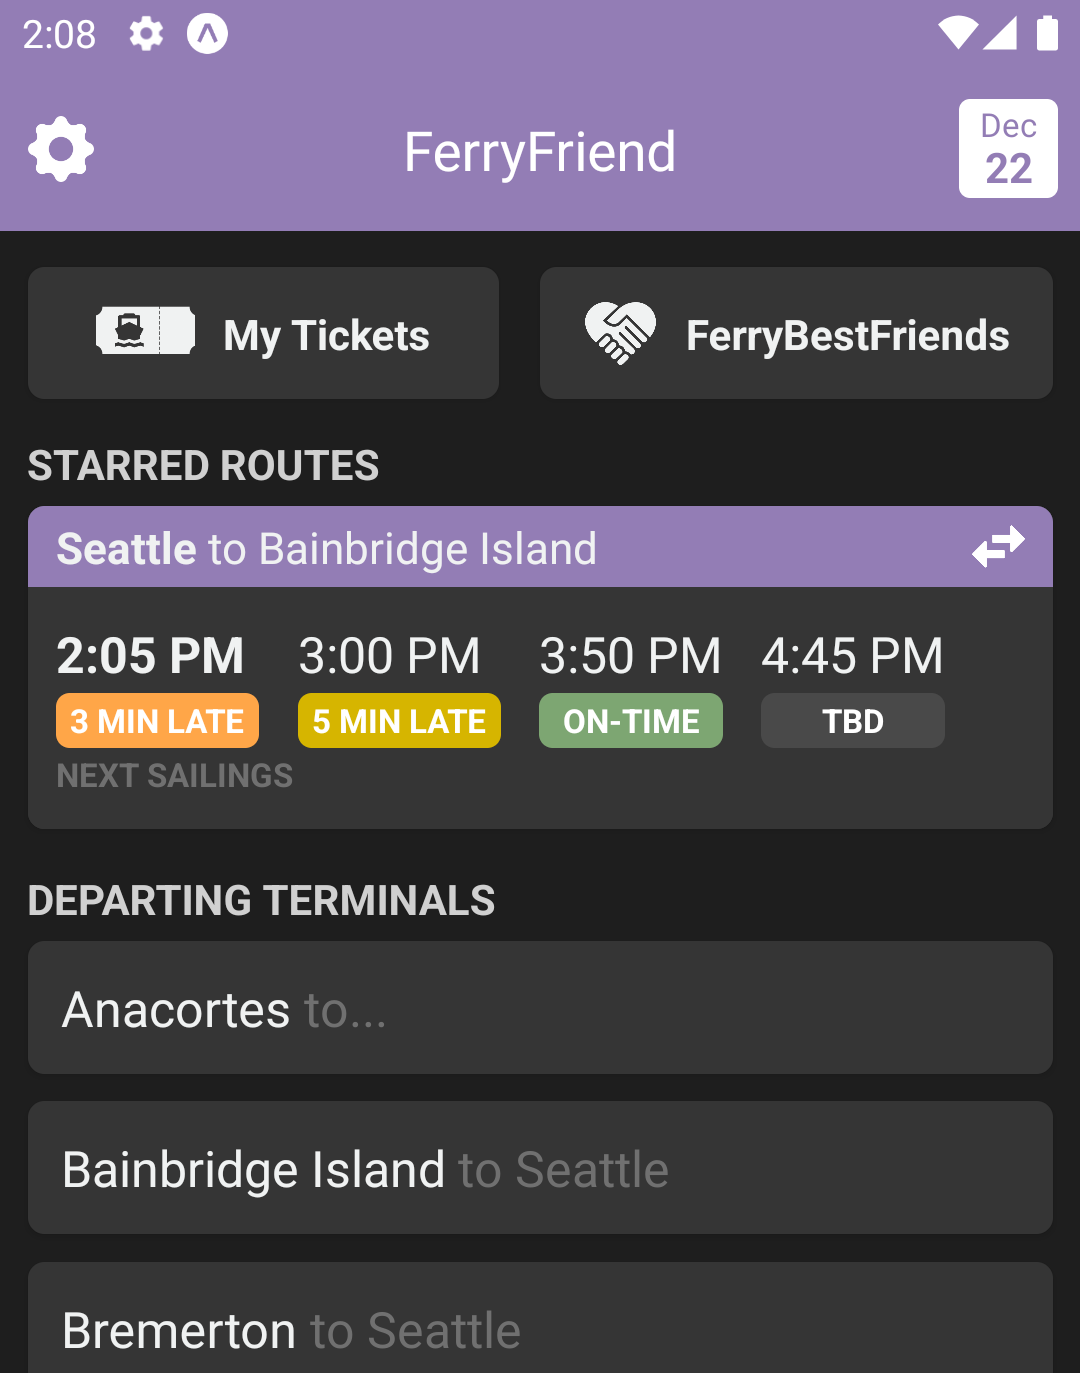 2:08
FerryFriend
Dec
22
My Tickets
FerryBestFriends
STARRED ROUTES
Seattle to Bainbridge Island
2:05 PM 3:00 PM 3:50 PM 4:45 PM
3 MIN LATE 5 MIN LATE ON-TIME TBD
NEXT SAILINGS
DEPARTING TERMINALS
Anacortes to...
Bainbridge Island to Seattle
Bremerton to Seattle